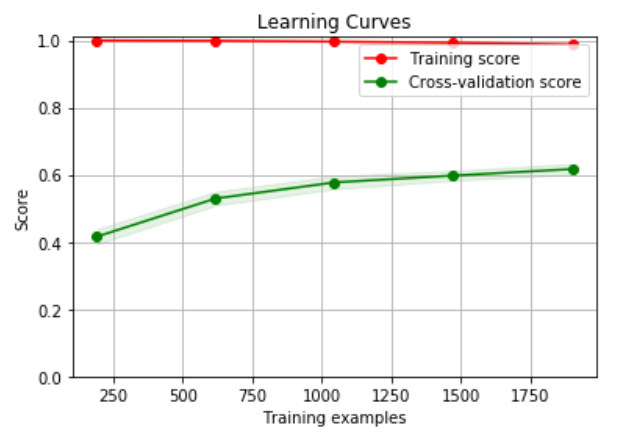 Learning Curves
1.0
Training score
Cross-validation score
0.8
0.6
0.4
0.2
0.0
Score
250 500 750 1000 1250 1500 1750
Training examples